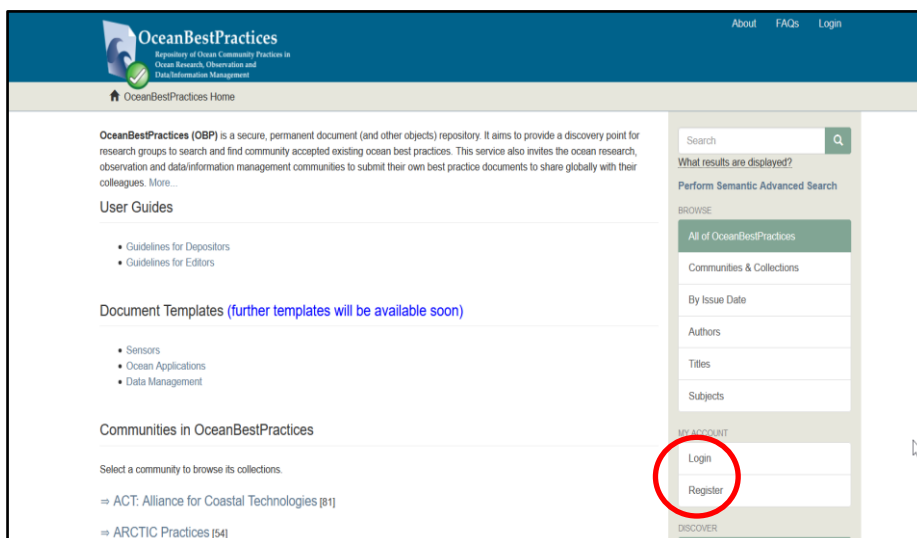 About FAQs Login
OceanBestPractices
Repository of Ocean Community Practices in
Ocean Research, Observation and
Data/Information Management
OceanBestPractices Home
OceanBestPractices (OBP) is a secure, permanent document (and other objects) repository. It aims to provide a discovery point for
research groups to search and find community accepted existing ocean best practices. This service also invites the ocean research,
observation and data/information management communities to submit their own best practice documents to share globally with their
colleagues. More...
User Guides
• Guidelines for Depositors
• Guidelines for Editors
Document Templates (further templates will be available soon)
• Sensors
• Ocean Applications
• Data Management
Communities in OceanBestPractices
Select a community to browse its collections.
⇒ ACT: Alliance for Coastal Technologies [81]
⇒ ARCTIC Practices [54]
Search
What results are displayed?
Perform Semantic Advanced Search
BROWSE
All of OceanBestPractices
Communities & Collections
By Issue Date
Authors
Titles
Subjects
MY ACCOUNT
Login
Register
DISCOVER